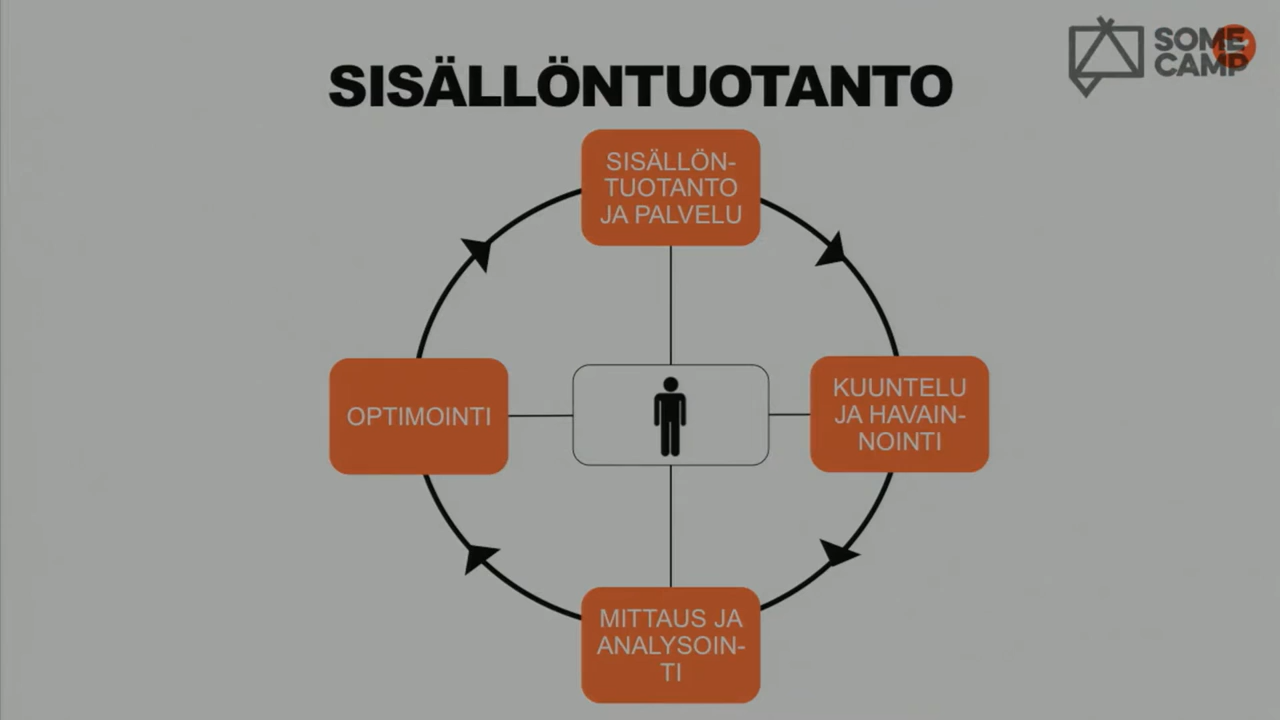 SISÄLLÖNTUOTANTO
SOME
CAMP
SISÄLLÖN-
TUOTANTO
JA PALVELU
OPTIMOINTI
KUUNTELU
JA HAVAIN-
NOINTI
MITTAUS JA
ANALYSOIN-
TI